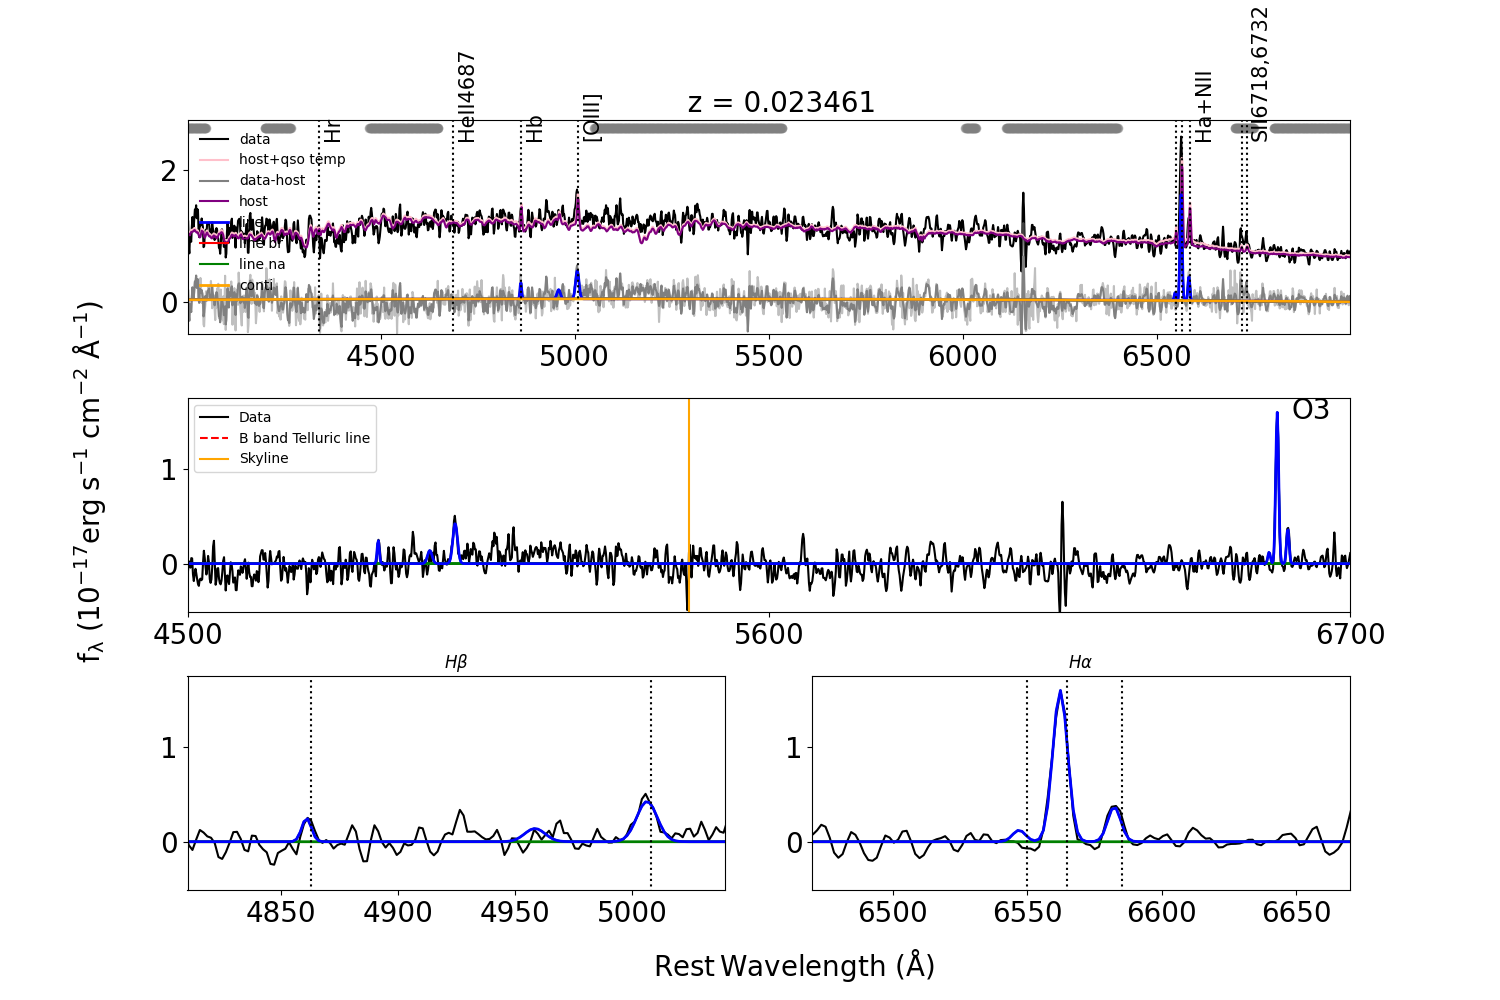 z = 0.023461
Hr
HeII4687
Hb
[OIII]
Ha+NII
SII6718,6732
data
host+qso temp
data-host
host
line br
line na
conti
2
0
4500
5000
5500
6000
6500
Data
B band Telluric line
Skyline
O3
1
0
4500
5600
6700
fλ (10⁻¹⁷erg s⁻¹ cm⁻² Å⁻¹)
Hβ
1
0
4850
4900
4950
5000
Hα
1
0
6500
6550
6600
6650
Rest Wavelength (Å)